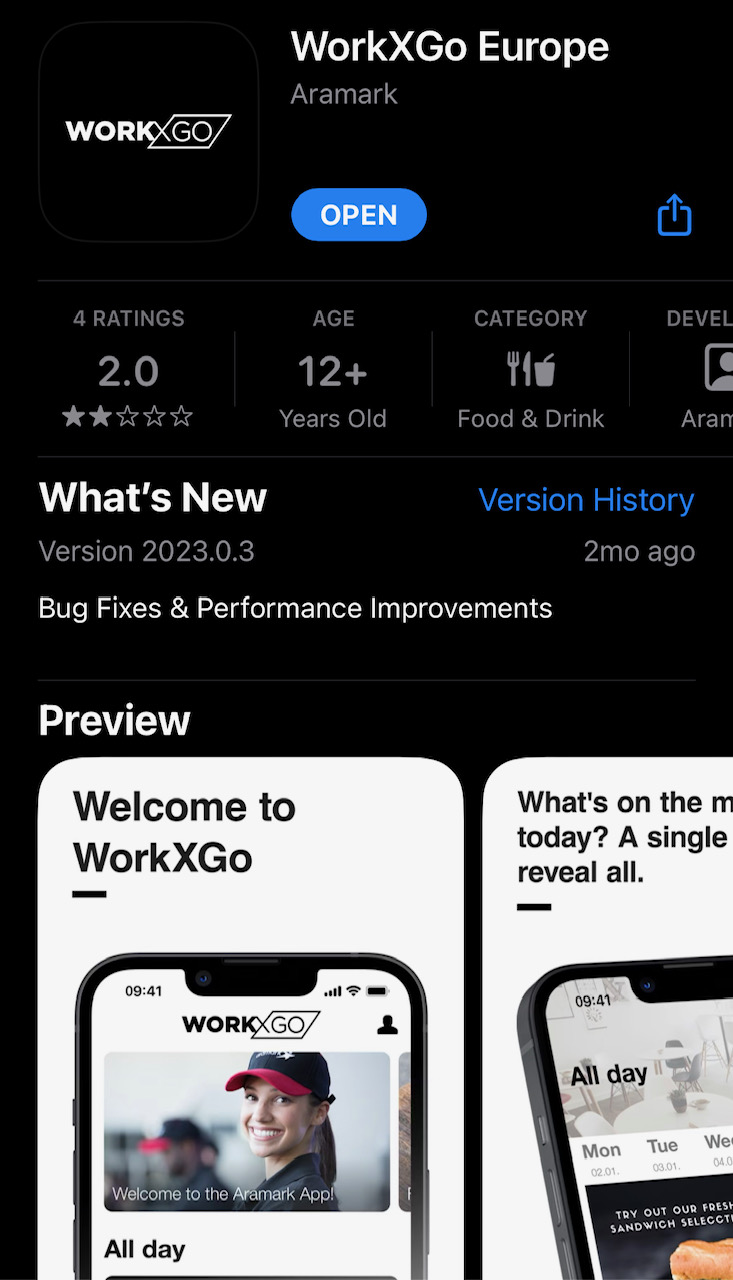 WORKXGO
WorkXGo Europe
Aramark
OPEN
4 RATINGS
2.0
AGE
12+
Years Old
CATEGORY
Food & Drink
DEVEL
Aram
What's New
Version History
Version 2023.0.3
2mo ago
Bug Fixes & Performance Improvements
Preview
Welcome to
WorkXGo
09:41
WORKXGO
Welcome to the Aramark App!
All day
What's on the m
today? A single
reveal all.
09:41
All day
Mon
Tue
We
02.01.
03.01.
04.0
TRY OUT OUR FRESH
SANDWICH SELECCT